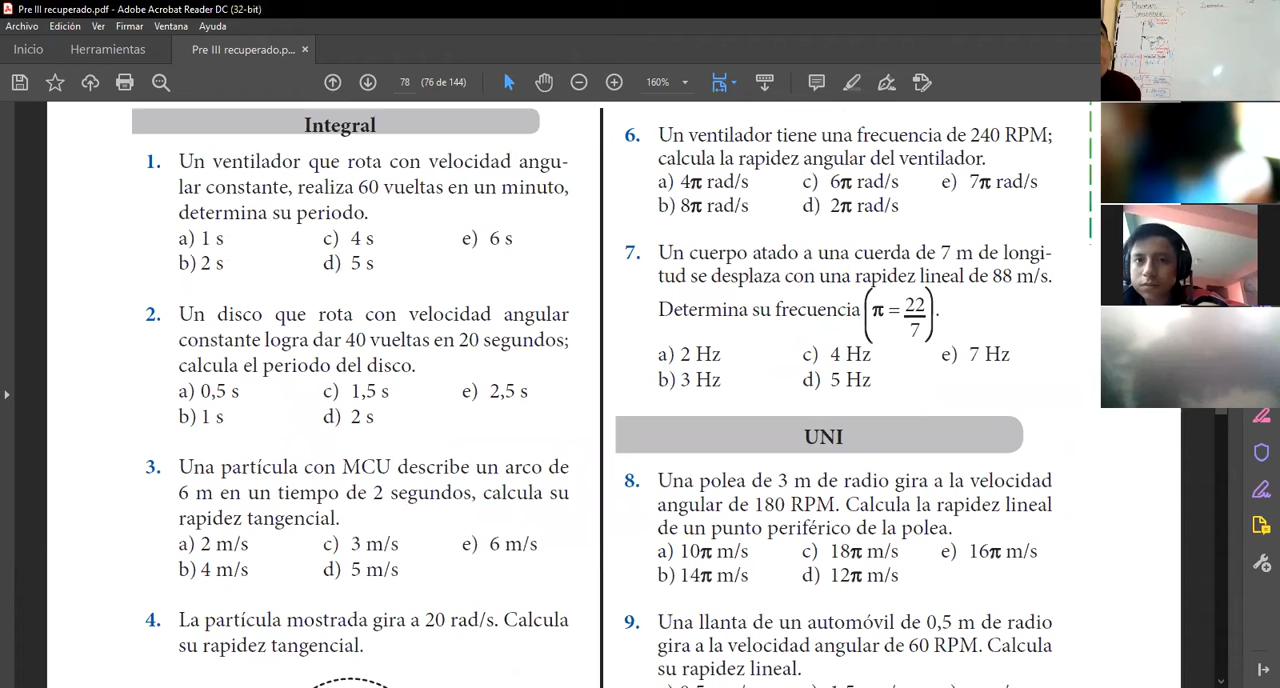 Pre III recuperado.pdf - Adobe Acrobat Reader DC (32-bit)
Archivo Edición Ver Firmar Ventana Ayuda
Inicio Herramientas Pre III recuperado.p... ×
78 (76 de 144) 160%
Integral
1. Un ventilador que rota con velocidad angu-
lar constante, realiza 60 vueltas en un minuto,
determina su periodo.
a) 1 s c) 4 s e) 6 s
b) 2 s d) 5 s
2. Un disco que rota con velocidad angular
constante logra dar 40 vueltas en 20 segundos;
calcula el periodo del disco.
a) 0,5 s c) 1,5 s e) 2,5 s
b) 1 s d) 2 s
3. Una partícula con MCU describe un arco de
6 m en un tiempo de 2 segundos, calcula su
rapidez tangencial.
a) 2 m/s c) 3 m/s e) 6 m/s
b) 4 m/s d) 5 m/s
4. La partícula mostrada gira a 20 rad/s. Calcula
su rapidez tangencial.
6. Un ventilador tiene una frecuencia de 240 RPM;
calcula la rapidez angular del ventilador.
a) 4π rad/s c) 6π rad/s e) 7π rad/s
b) 8π rad/s d) 2π rad/s
7. Un cuerpo atado a una cuerda de 7 m de longi-
tud se desplaza con una rapidez lineal de 88 m/s.
Determina su frecuencia (π = 22/7).
a) 2 Hz c) 4 Hz e) 7 Hz
b) 3 Hz d) 5 Hz
UNI
8. Una polea de 3 m de radio gira a la velocidad
angular de 180 RPM. Calcula la rapidez lineal
de un punto periférico de la polea.
a) 10π m/s c) 18π m/s e) 16π m/s
b) 14π m/s d) 12π m/s
9. Una llanta de un automóvil de 0,5 m de radio
gira a la velocidad angular de 60 RPM. Calcula
su rapidez lineal.